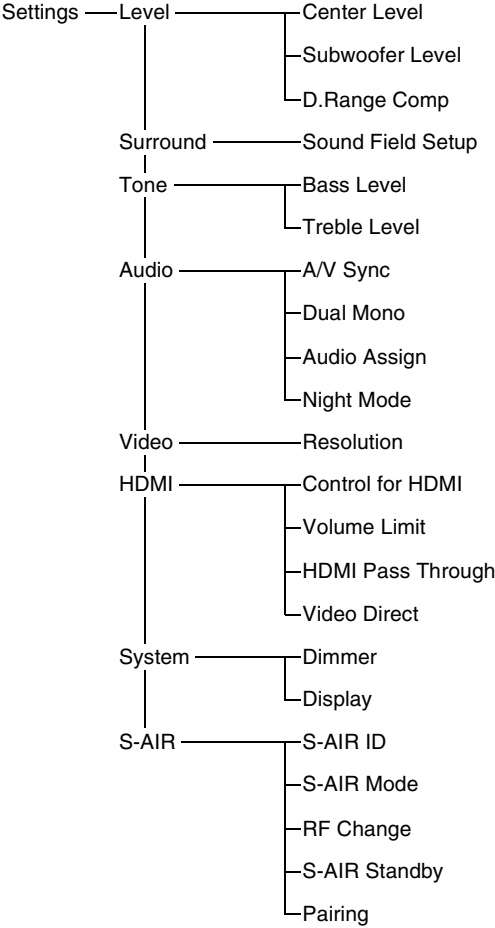 Settings Level Center Level
Subwoofer Level
D.Range Comp
Surround Sound Field Setup
Tone Bass Level
Treble Level
Audio A/V Sync
Dual Mono
Audio Assign
Night Mode
Video Resolution
HDMI Control for HDMI
Volume Limit
HDMI Pass Through
Video Direct
System Dimmer
Display
S-AIR S-AIR ID
S-AIR Mode
RF Change
S-AIR Standby
Pairing